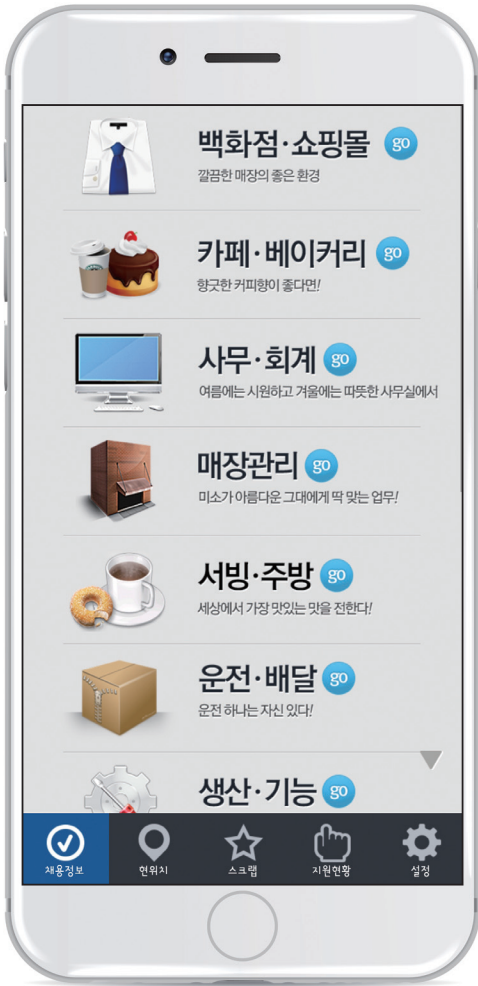 백화점·쇼핑몰 go
깔끔한 매장의 좋은 환경
카페·베이커리 go
향긋한 커피향이 좋다면!
사무·회계 go
여름에는 시원하고 겨울에는 따뜻한 사무실에서
매장관리 go
미소가 아름다운 그대에게 딱 맞는 업무!
서빙·주방 go
세상에서 가장 맛있는 맛을 전한다!
운전·배달 go
운전 하나는 자신 있다!
생산·기능 go
채용정보 현위치 스크랩 지원현황 설정